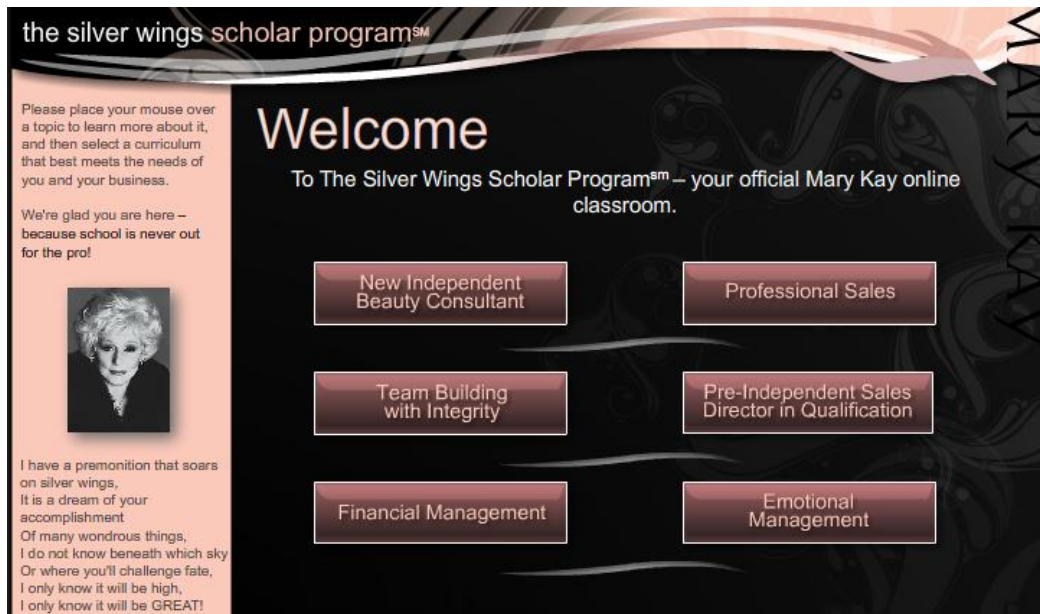 the silver wings scholar program℠
MARY KAY
Please place your mouse over
a topic to learn more about it,
and then select a curriculum
that best meets the needs of
you and your business.
We're glad you are here –
because school is never out
for the pro!
I have a premonition that soars
on silver wings,
It is a dream of your
accomplishment
Of many wondrous things,
I do not know beneath which sky
Or where you'll challenge fate,
I only know it will be high,
I only know it will be GREAT!
Welcome
To The Silver Wings Scholar Program℠ – your official Mary Kay online
classroom.
New Independent
Beauty Consultant
Professional Sales
Team Building
with Integrity
Pre-Independent Sales
Director in Qualification
Financial Management
Emotional
Management